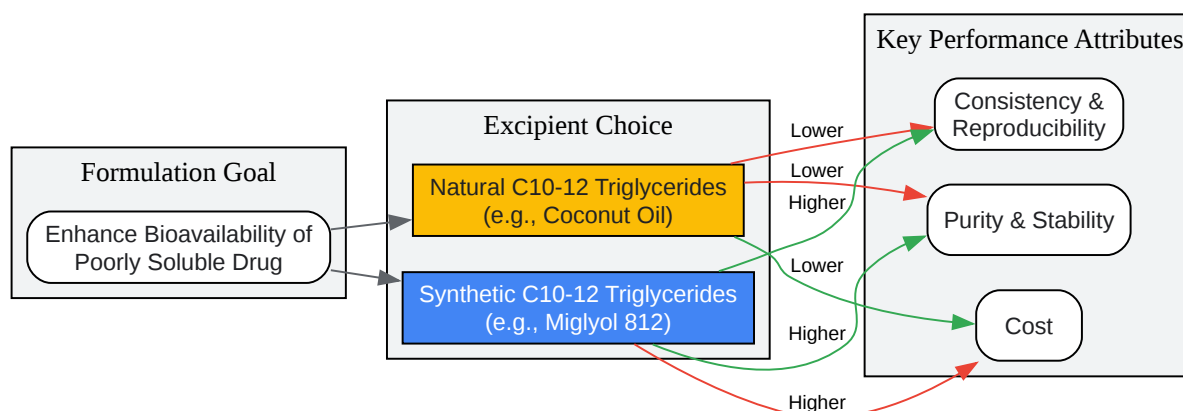 Formulation Goal
Enhance Bioavailability of
Poorly Soluble Drug
Excipient Choice
Natural C10-12 Triglycerides
(e.g., Coconut Oil)
Synthetic C10-12 Triglycerides
(e.g., Miglyol 812)
Lower
Lower
Higher
Lower
Higher
Higher
Key Performance Attributes
Consistency &
Reproducibility
Purity & Stability
Cost